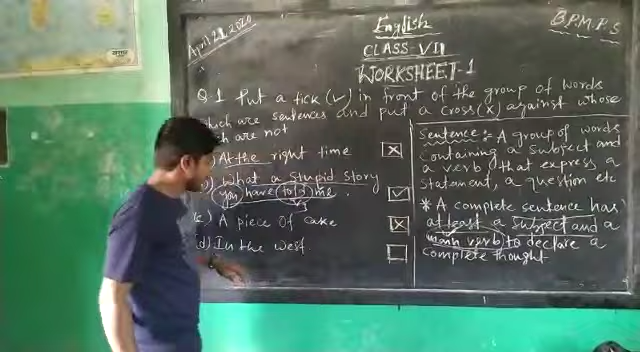 April 21, 2020
English
B.P.M.P.S
CLASS-VII
WORKSHEET-1
Q.1 Put a tick (✓) in front of the group of words
which are sentences and put a cross (x) against whose
which are not
At the right time
What a stupid story
you have (told) me.
A piece of cake
(d) In the west
Sentence:- A group of words
containing a subject and
a verb that express a
statement, a question etc
* A complete sentence has
at least a subject and a
main verb to declare a
complete thought